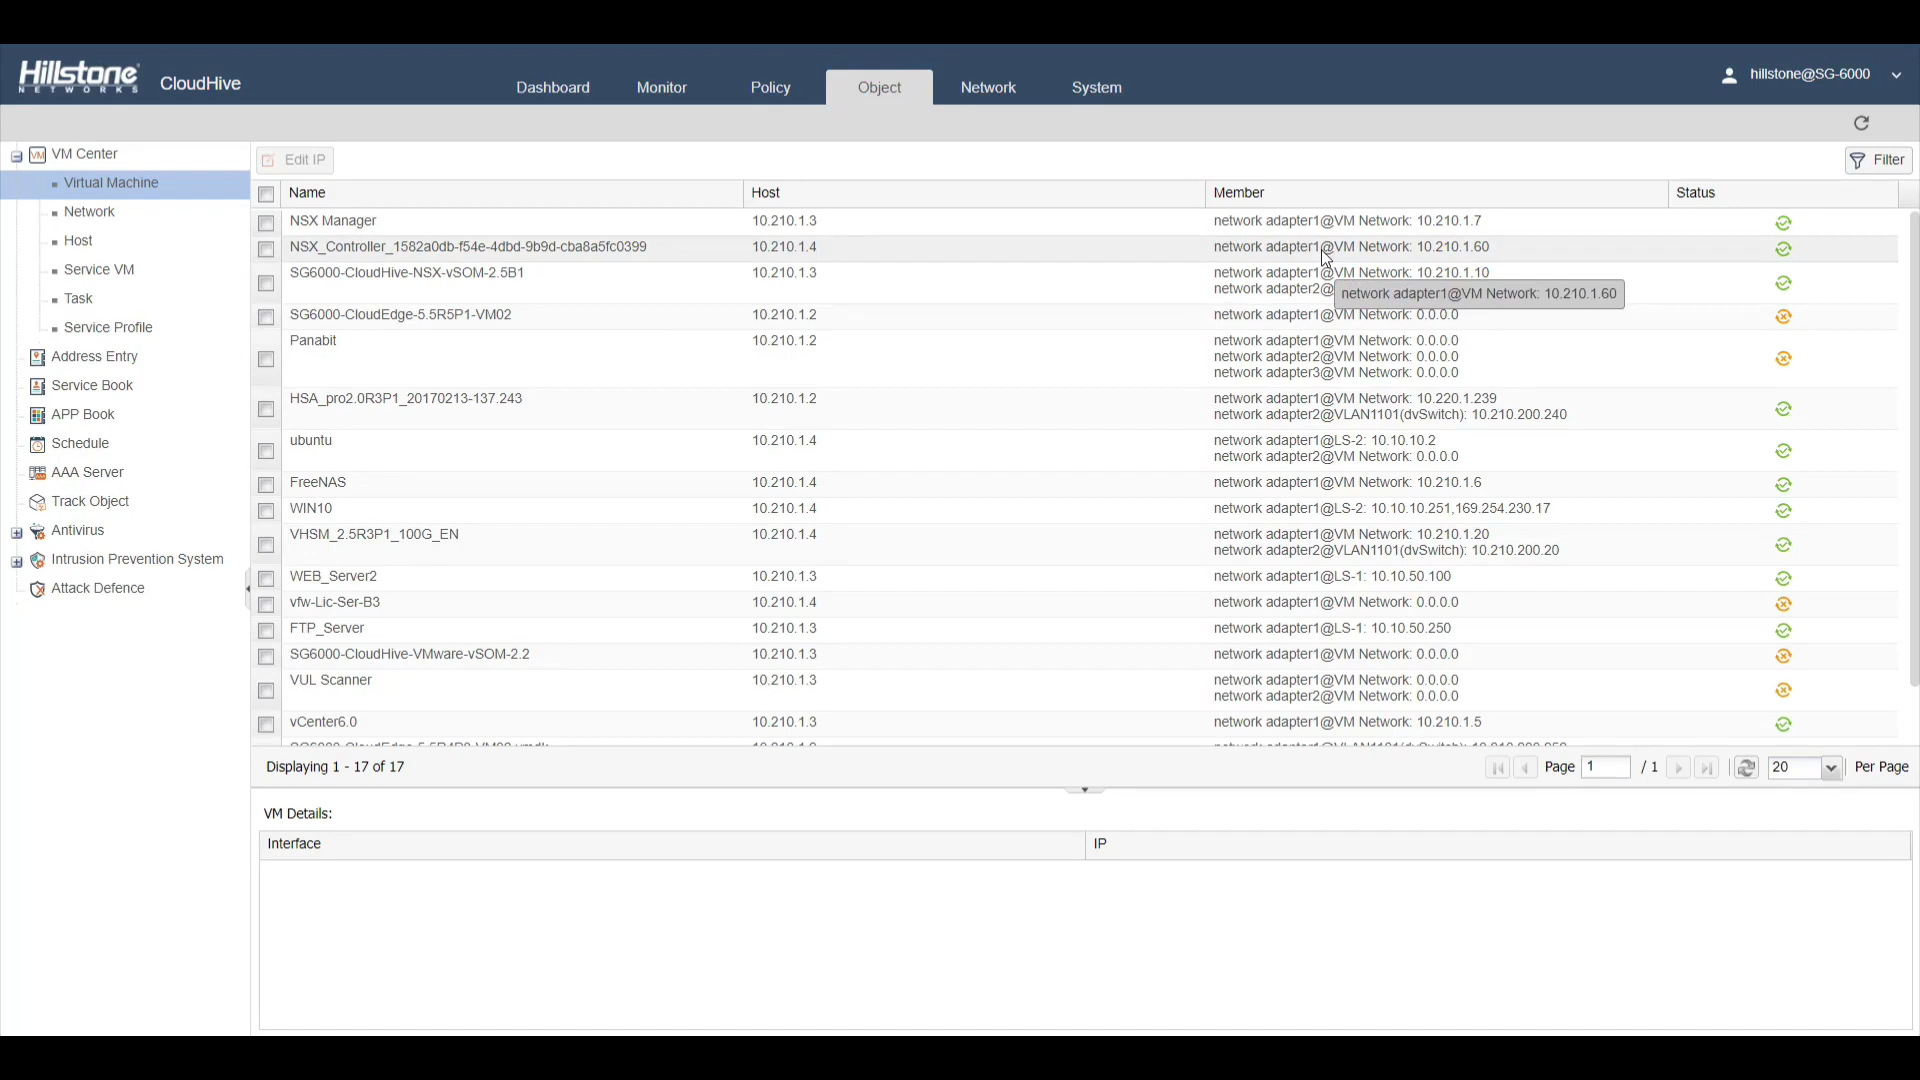 Hillstone
NETWORKS
CloudHive
Dashboard
Monitor
Policy
Object
Network
System
hillstone@SG-6000
VM Center
Virtual Machine
Network
Host
Service VM
Task
Service Profile
Address Entry
Service Book
APP Book
Schedule
AAA Server
Track Object
Antivirus
Intrusion Prevention System
Attack Defence
Edit IP
Filter
Name Host Member Status
NSX Manager 10.210.1.3 network adapter1@VM Network: 10.210.1.7
NSX_Controller_1582a0db-f54e-4dbd-9b9d-cba8a5fc0399 10.210.1.4 network adapter1@VM Network: 10.210.1.60
SG6000-CloudHive-NSX-vSOM-2.5B1 10.210.1.3 network adapter1@VM Network: 10.210.1.10
network adapter2@
network adapter1@VM Network: 10.210.1.60
SG6000-CloudEdge-5.5R5P1-VM02 10.210.1.2 network adapter1@VM Network: 0.0.0.0
Panabit 10.210.1.2 network adapter1@VM Network: 0.0.0.0
network adapter2@VM Network: 0.0.0.0
network adapter3@VM Network: 0.0.0.0
HSA_pro2.0R3P1_20170213-137.243 10.210.1.2 network adapter1@VM Network: 10.220.1.239
network adapter2@VLAN1101(dvSwitch): 10.210.200.240
ubuntu 10.210.1.4 network adapter1@LS-2: 10.10.10.2
network adapter2@VM Network: 0.0.0.0
FreeNAS 10.210.1.4 network adapter1@VM Network: 10.210.1.6
WIN10 10.210.1.4 network adapter1@LS-2: 10.10.10.251,169.254.230.17
VHSM_2.5R3P1_100G_EN 10.210.1.4 network adapter1@VM Network: 10.210.1.20
network adapter2@VLAN1101(dvSwitch): 10.210.200.20
WEB_Server2 10.210.1.3 network adapter1@LS-1: 10.10.50.100
vfw-Lic-Ser-B3 10.210.1.4 network adapter1@VM Network: 0.0.0.0
FTP_Server 10.210.1.3 network adapter1@LS-1: 10.10.50.250
SG6000-CloudHive-VMware-vSOM-2.2 10.210.1.3 network adapter1@VM Network: 0.0.0.0
VUL Scanner 10.210.1.3 network adapter1@VM Network: 0.0.0.0
network adapter2@VM Network: 0.0.0.0
vCenter6.0 10.210.1.3 network adapter1@VM Network: 10.210.1.5
Displaying 1 - 17 of 17
Page 1 / 1
20 Per Page
VM Details:
Interface IP